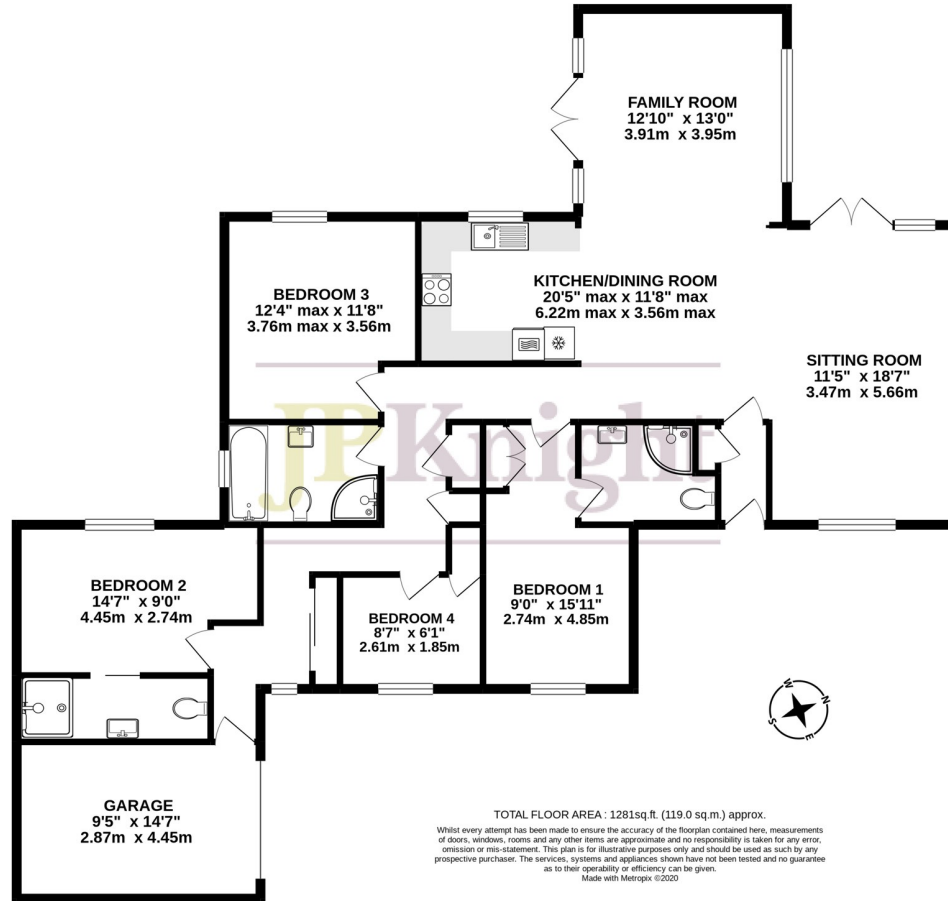 FAMILY ROOM
12'10" x 13'0"
3.91m x 3.95m
KITCHEN/DINING ROOM
20'5" max x 11'8" max
6.22m max x 3.56m max
BEDROOM 3
12'4" max x 11'8"
3.76m max x 3.56m
SITTING ROOM
11'5" x 18'7"
3.47m x 5.66m
JPKnight
BEDROOM 2
14'7" x 9'0"
4.45m x 2.74m
BEDROOM 1
9'0" x 15'11"
2.74m x 4.85m
BEDROOM 4
8'7" x 6'1"
2.61m x 1.85m
W
N
S
E
GARAGE
9'5" x 14'7"
2.87m x 4.45m
TOTAL FLOOR AREA : 1281sq.ft. (119.0 sq.m.) approx.
Whilst every attempt has been made to ensure the accuracy of the floorplan contained here, measurements
of doors, windows, rooms and any other items are approximate and no responsibility is taken for any error,
omission or mis-statement. This plan is for illustrative purposes only and should be used as such by any
prospective purchaser. The services, systems and appliances shown have not been tested and no guarantee
as to their operability or efficiency can be given.
Made with Metropix ©2020